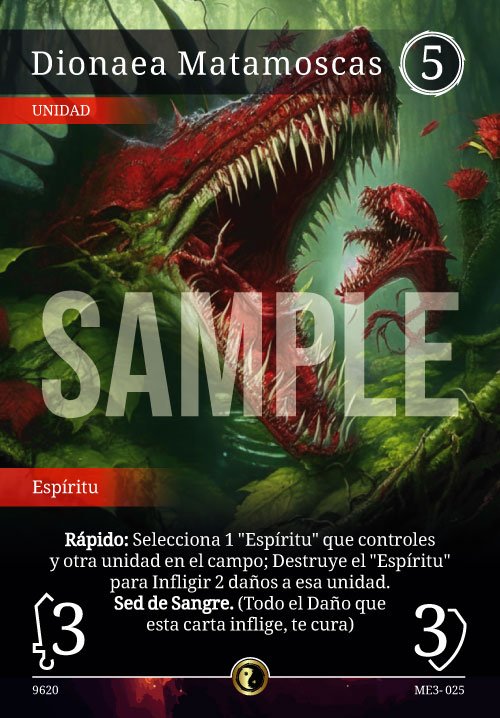 Dionaea Matamoscas
5
UNIDAD
SAMPLE
Espíritu
Rápido: Selecciona 1 "Espíritu" que controles
y otra unidad en el campo; Destruye el "Espíritu"
para Infligir 2 daños a esa unidad.
Sed de Sangre. (Todo el Daño que
esta carta inflige, te cura)
3
3
9620
ME3- 025